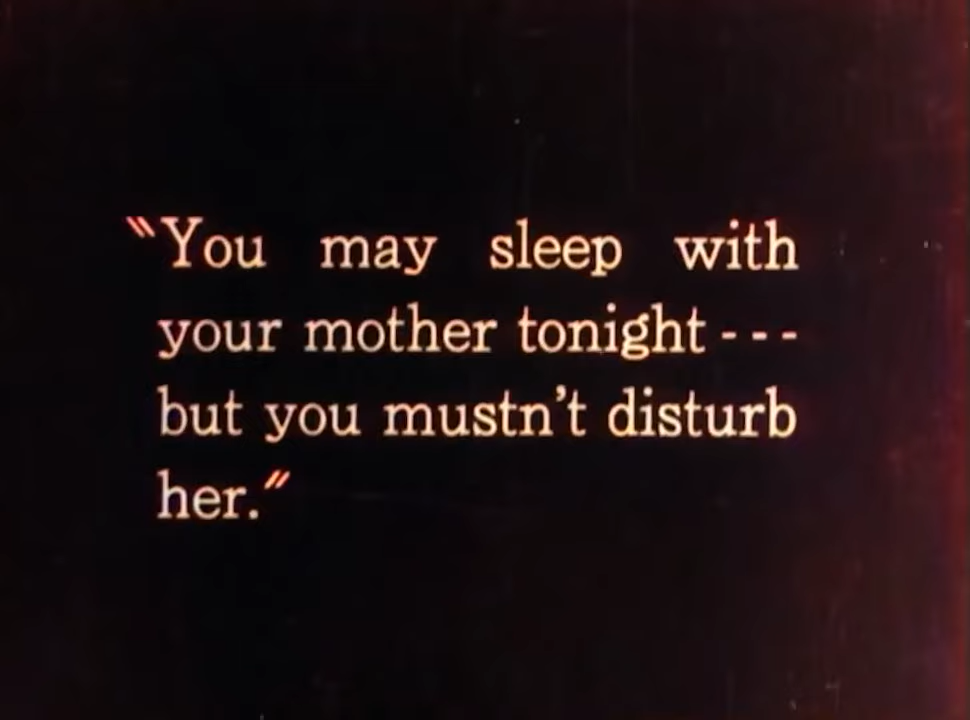 "You may sleep with
your mother tonight - - -
but you mustn't disturb
her."